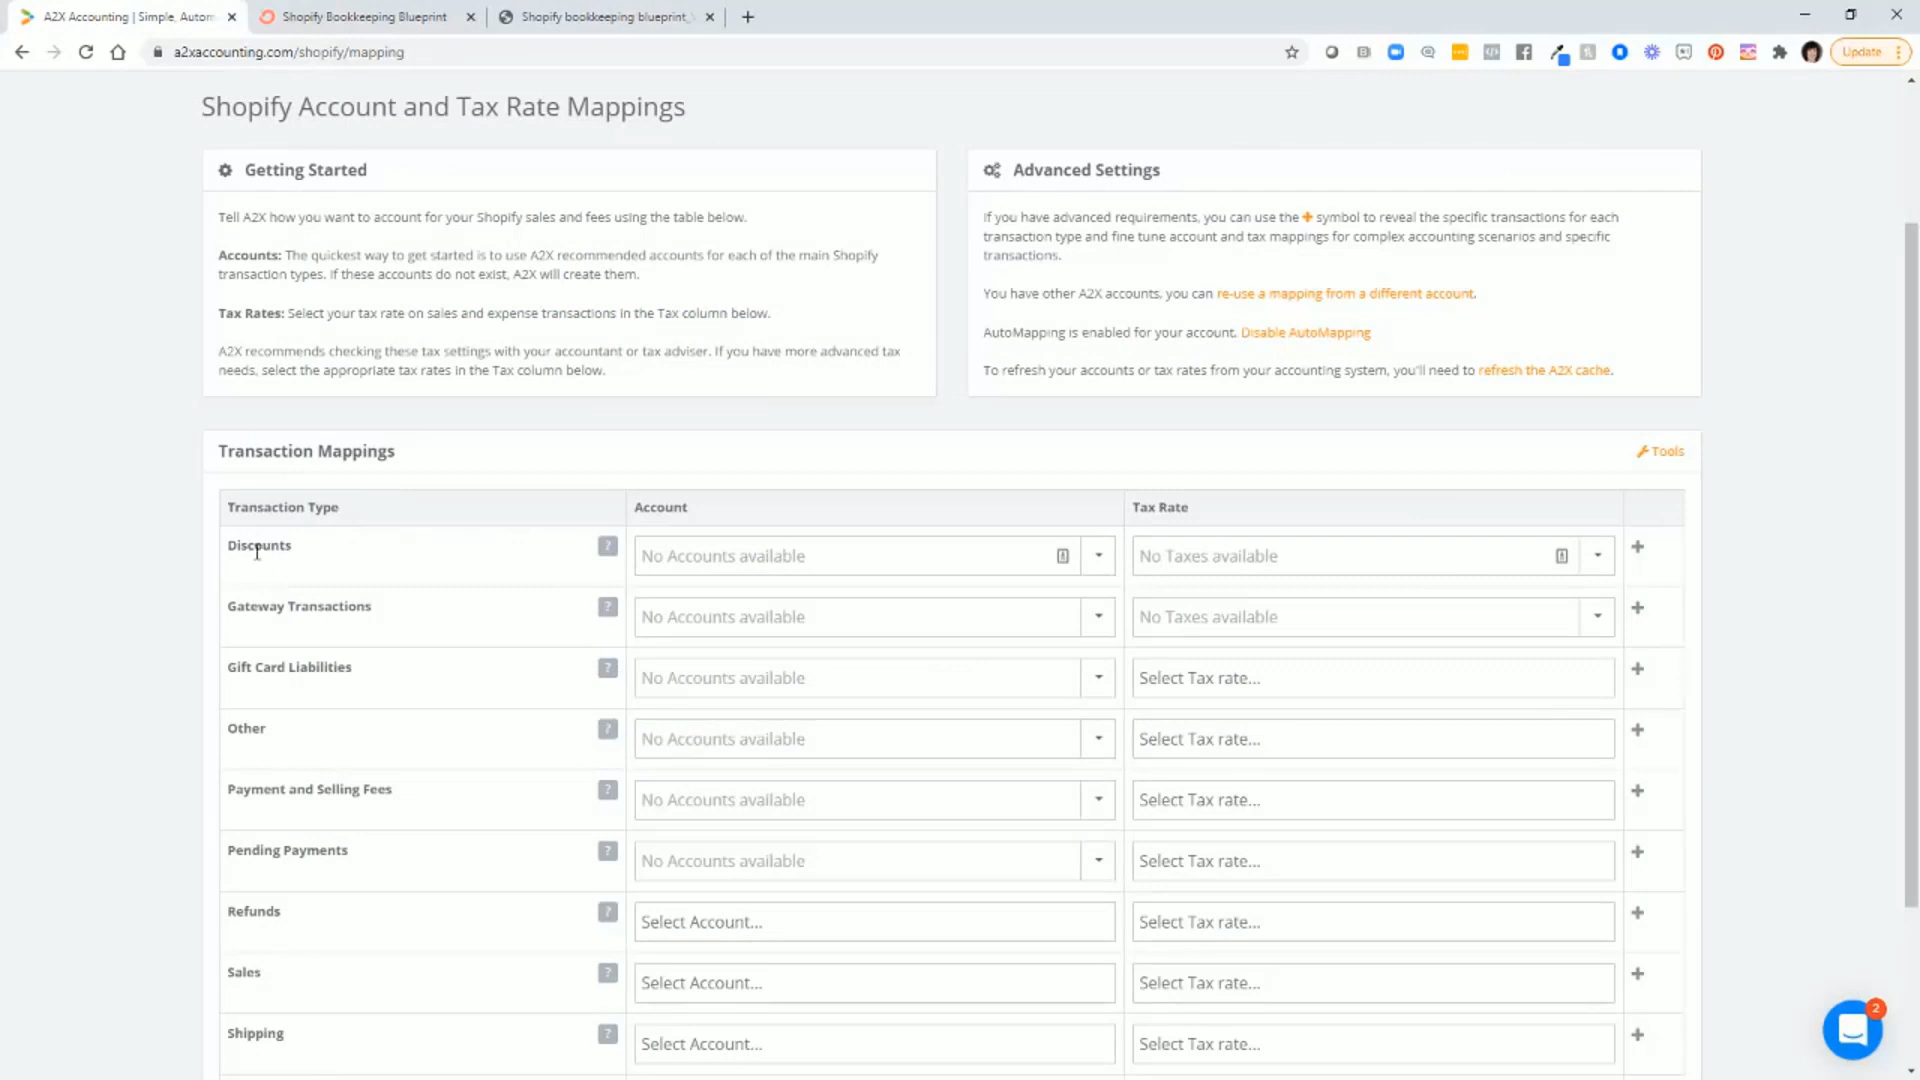 A2X Accounting | Simple, Autom
Shopify Bookkeeping Blueprint
Shopify bookkeeping blueprint_
a2xaccounting.com/shopify/mapping
Update
Shopify Account and Tax Rate Mappings
Getting Started
Tell A2X how you want to account for your Shopify sales and fees using the table below.
Accounts: The quickest way to get started is to use A2X recommended accounts for each of the main Shopify
transaction types. If these accounts do not exist, A2X will create them.
Tax Rates: Select your tax rate on sales and expense transactions in the Tax column below.
A2X recommends checking these tax settings with your accountant or tax adviser. If you have more advanced tax
needs, select the appropriate tax rates in the Tax column below.
Advanced Settings
If you have advanced requirements, you can use the + symbol to reveal the specific transactions for each
transaction type and fine tune account and tax mappings for complex accounting scenarios and specific
transactions.
You have other A2X accounts, you can re-use a mapping from a different account.
AutoMapping is enabled for your account. Disable AutoMapping
To refresh your accounts or tax rates from your accounting system, you'll need to refresh the A2X cache.
Transaction Mappings
Tools
Transaction Type Account Tax Rate
Discounts ? No Accounts available No Taxes available +
Gateway Transactions ? No Accounts available No Taxes available +
Gift Card Liabilities ? No Accounts available Select Tax rate... +
Other ? No Accounts available Select Tax rate... +
Payment and Selling Fees ? No Accounts available Select Tax rate... +
Pending Payments ? No Accounts available Select Tax rate... +
Refunds ? Select Account... Select Tax rate... +
Sales ? Select Account... Select Tax rate... +
Shipping ? Select Account... Select Tax rate... +
2